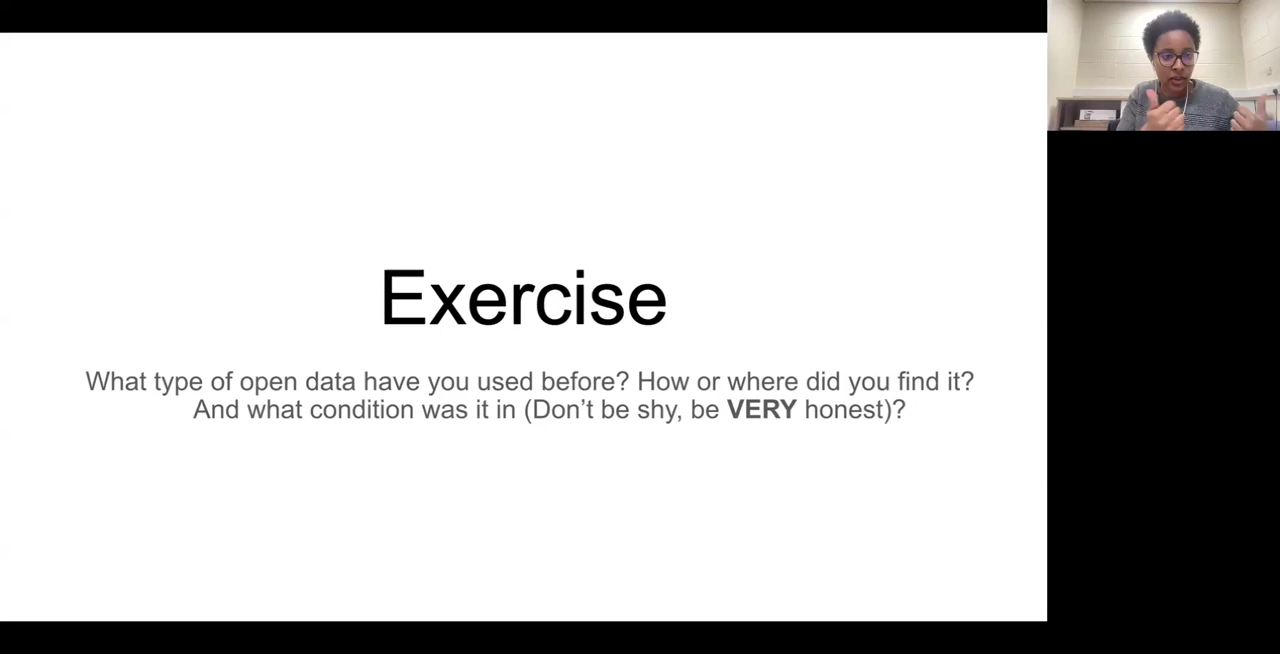 Exercise
What type of open data have you used before? How or where did you find it?
And what condition was it in (Don’t be shy, be VERY honest)?